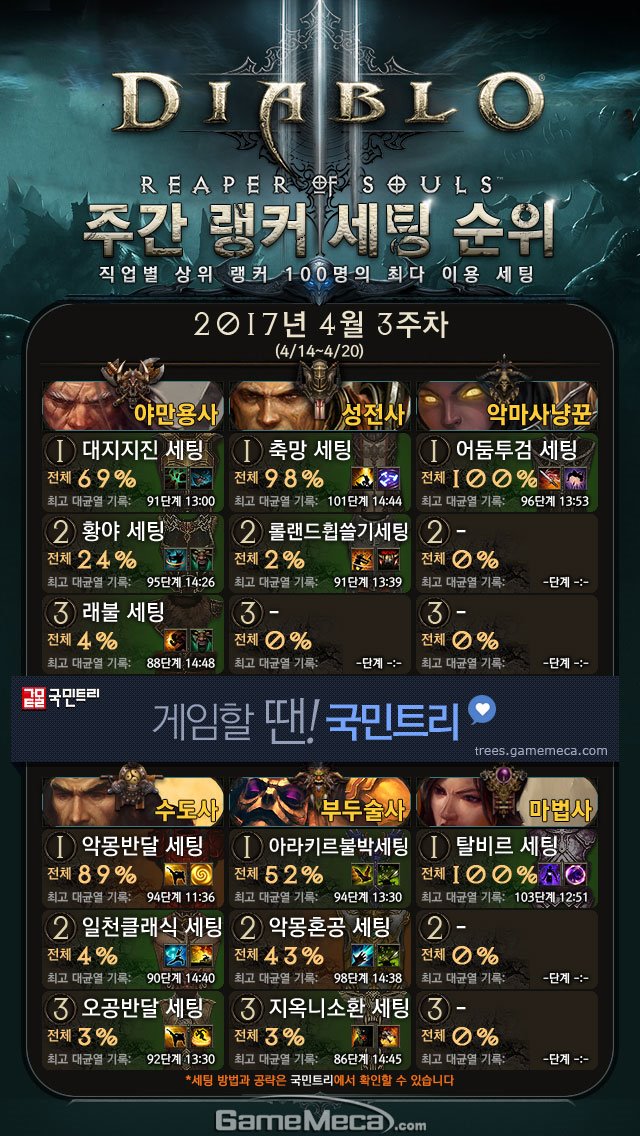 DIABLO
III
REAPER OF SOULS™
주간 랭커 세팅 순위
직업별 상위 랭커 100명의 최다 이용 세팅
2017년 4월 3주차
(4/14~4/20)
야만용사
1 대지지진 세팅
전체 69%
최고 대균열 기록: 91단계 13:00
2 황야 세팅
전체 24%
최고 대균열 기록: 95단계 14:26
3 래불 세팅
전체 4%
최고 대균열 기록: 88단계 14:48
성전사
1 축망 세팅
전체 98%
최고 대균열 기록: 101단계 14:44
2 롤랜드휩쓸기세팅
전체 2%
최고 대균열 기록: 91단계 13:39
3 -
전체 0%
최고 대균열 기록: -단계 -:-
악마사냥꾼
1 어둠투검 세팅
전체 100%
최고 대균열 기록: 96단계 13:53
2 -
전체 0%
최고 대균열 기록: -단계 -:-
3 -
전체 0%
최고 대균열 기록: -단계 -:-
국민트리
게임할 땐! 국민트리
trees.gamemeca.com
수도사
1 악몽반달 세팅
전체 89%
최고 대균열 기록: 94단계 11:36
2 일천클래식 세팅
전체 4%
최고 대균열 기록: 90단계 14:40
3 오공반달 세팅
전체 3%
최고 대균열 기록: 92단계 13:30
부두술사
1 아라키르불박세팅
전체 52%
최고 대균열 기록: 94단계 13:30
2 악몽혼공 세팅
전체 43%
최고 대균열 기록: 98단계 14:38
3 지옥니소환 세팅
전체 3%
최고 대균열 기록: 86단계 14:45
마법사
1 탈비르 세팅
전체 100%
최고 대균열 기록: 103단계 12:51
2 -
전체 0%
최고 대균열 기록: -단계 -:-
3 -
전체 0%
최고 대균열 기록: -단계 -:-
*세팅 방법과 공략은 국민트리에서 확인할 수 있습니다
GameMeca.com